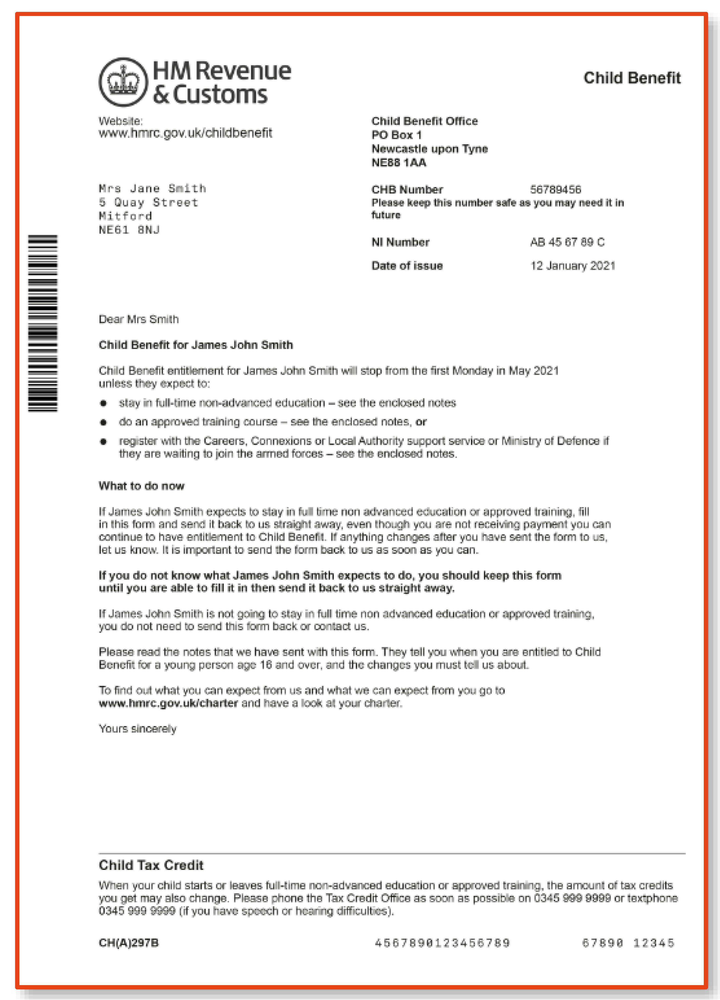 HM Revenue
& Customs
Child Benefit
Website:
www.hmrc.gov.uk/childbenefit
Child Benefit Office
PO Box 1
Newcastle upon Tyne
NE88 1AA
Mrs Jane Smith
5 Quay Street
Mitford
NE61 8NJ
CHB Number 56789456
Please keep this number safe as you may need it in
future
NI Number AB 45 67 89 C
Date of issue 12 January 2021
Dear Mrs Smith
Child Benefit for James John Smith
Child Benefit entitlement for James John Smith will stop from the first Monday in May 2021
unless they expect to:
● stay in full-time non-advanced education – see the enclosed notes
● do an approved training course – see the enclosed notes, or
● register with the Careers, Connexions or Local Authority support service or Ministry of Defence if
they are waiting to join the armed forces – see the enclosed notes.
What to do now
If James John Smith expects to stay in full time non advanced education or approved training, fill
in this form and send it back to us straight away, even though you are not receiving payment you can
continue to have entitlement to Child Benefit. If anything changes after you have sent the form to us,
let us know. It is important to send the form back to us as soon as you can.
If you do not know what James John Smith expects to do, you should keep this form
until you are able to fill it in then send it back to us straight away.
If James John Smith is not going to stay in full time non advanced education or approved training,
you do not need to send this form back or contact us.
Please read the notes that we have sent with this form. They tell you when you are entitled to Child
Benefit for a young person age 16 and over, and the changes you must tell us about.
To find out what you can expect from us and what we can expect from you go to
www.hmrc.gov.uk/charter and have a look at your charter.
Yours sincerely
Child Tax Credit
When your child starts or leaves full-time non-advanced education or approved training, the amount of tax credits
you get may also change. Please phone the Tax Credit Office as soon as possible on 0345 999 9999 or textphone
0345 999 9999 (if you have speech or hearing difficulties).
CH(A)297B 4567890123456789 67890 12345